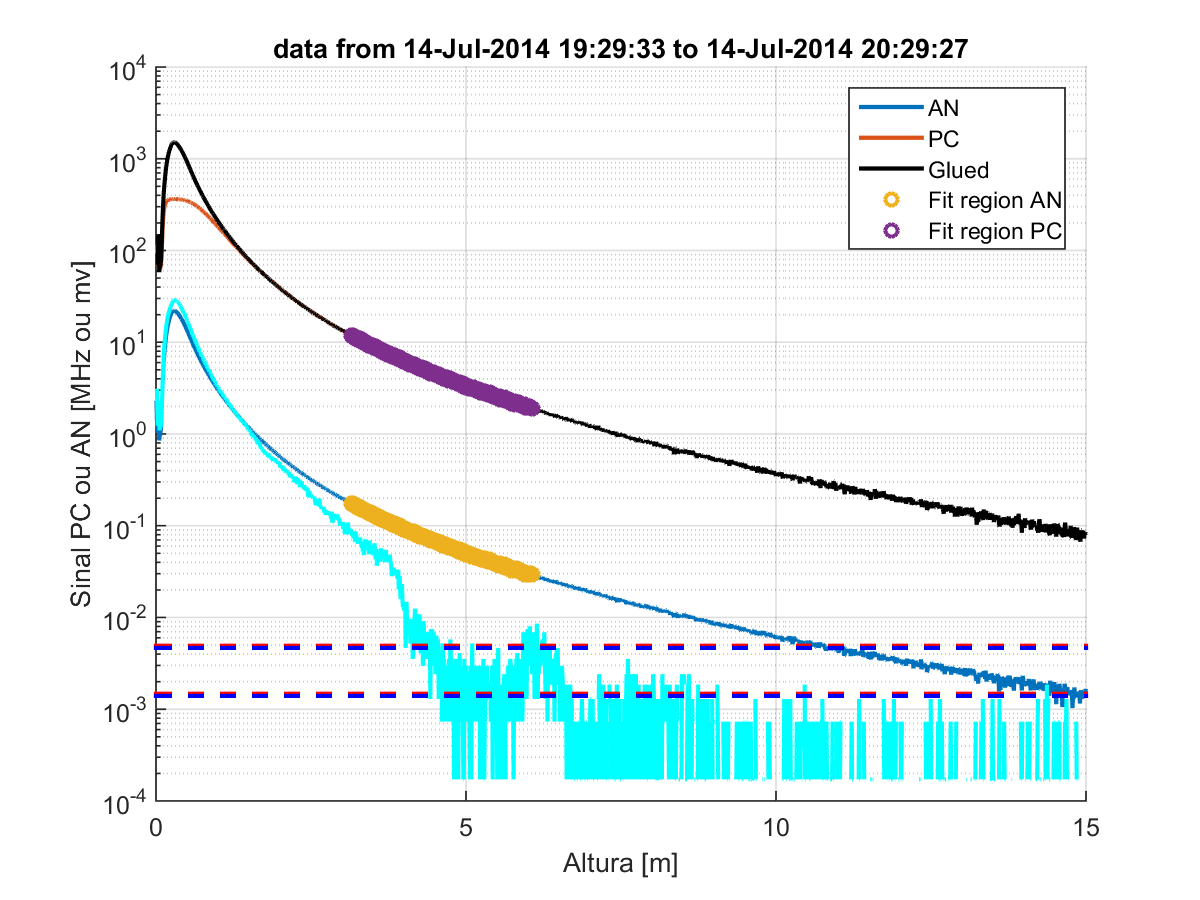 data from 14-Jul-2014 19:29:33 to 14-Jul-2014 20:29:27
10^4
10^3
10^2
10^1
10^0
10^-1
10^-2
10^-3
10^-4
Sinal PC ou AN [MHz ou mv]
AN
PC
Glued
Fit region AN
Fit region PC
0
5
10
15
Altura [m]